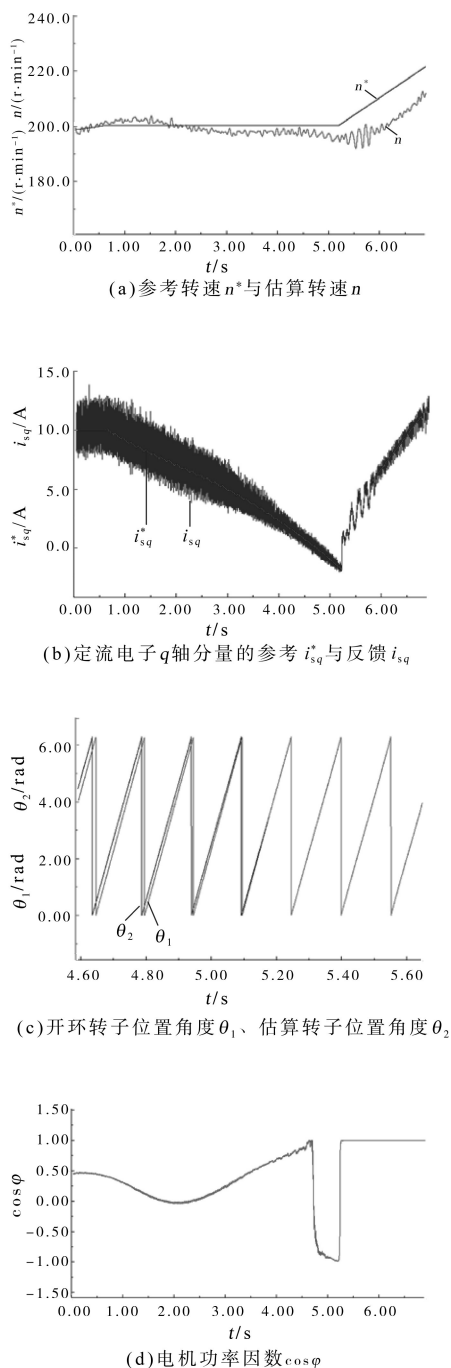 n*/(r·min⁻¹) n/(r·min⁻¹)
240.0
220.0
200.0
180.0
n*
n
0.00 1.00 2.00 3.00 4.00 5.00 6.00
t/s
(a)参考转速n*与估算转速n
i*sq/A isq/A
15.0
10.0
5.0
0.0
i*sq isq
0.00 1.00 2.00 3.00 4.00 5.00 6.00
t/s
(b)定流电子q轴分量的参考i*sq与反馈isq
θ1/rad θ2/rad
6.00
4.00
2.00
0.00
θ2 θ1
4.60 4.80 5.00 5.20 5.40 5.60
t/s
(c)开环转子位置角度θ1、估算转子位置角度θ2
cosφ
1.50
1.00
0.50
0.00
-0.50
-1.00
-1.50
0.00 1.00 2.00 3.00 4.00 5.00 6.00
t/s
(d)电机功率因数cosφ